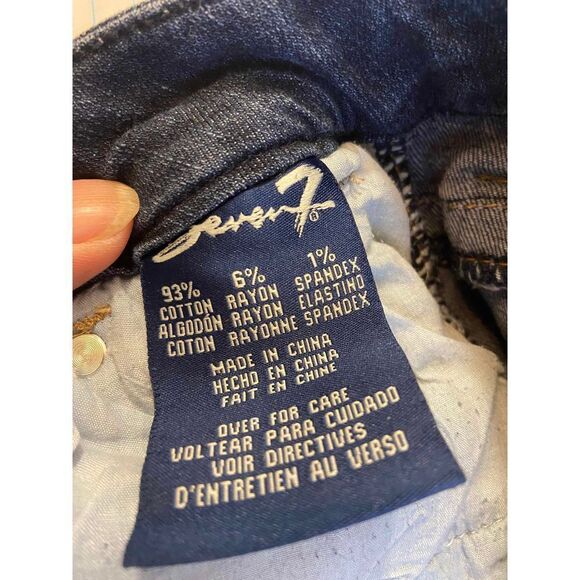 Seven7®
93% 6% 1%
COTTON RAYON SPANDEX
ALGODÓN RAYON ELASTINO
COTON RAYONNE SPANDEX
MADE IN CHINA
HECHO EN CHINA
FAIT EN CHINE
OVER FOR CARE
VOLTEAR PARA CUIDADO
VOIR DIRECTIVES
D'ENTRETIEN AU VERSO